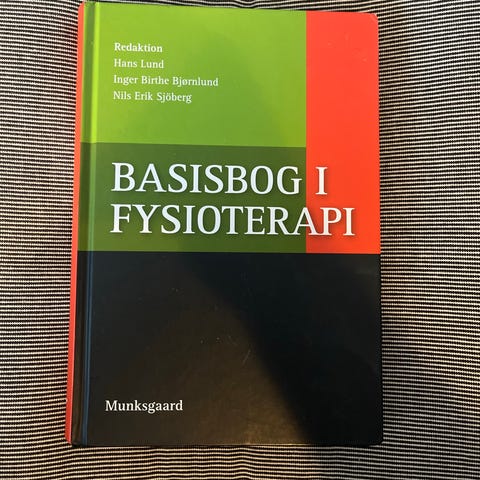 Redaktion
Hans Lund
Inger Birthe Bjørnlund
Nils Erik Sjöberg
BASISBOG I
FYSIOTERAPI
Munksgaard